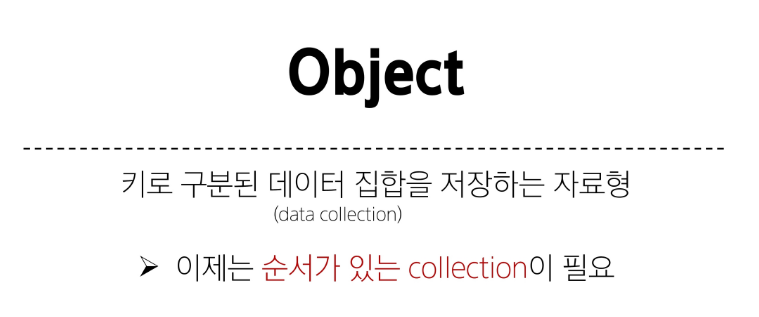 Object
키로 구분된 데이터 집합을 저장하는 자료형
(data collection)
➢ 이제는 순서가 있는 collection이 필요